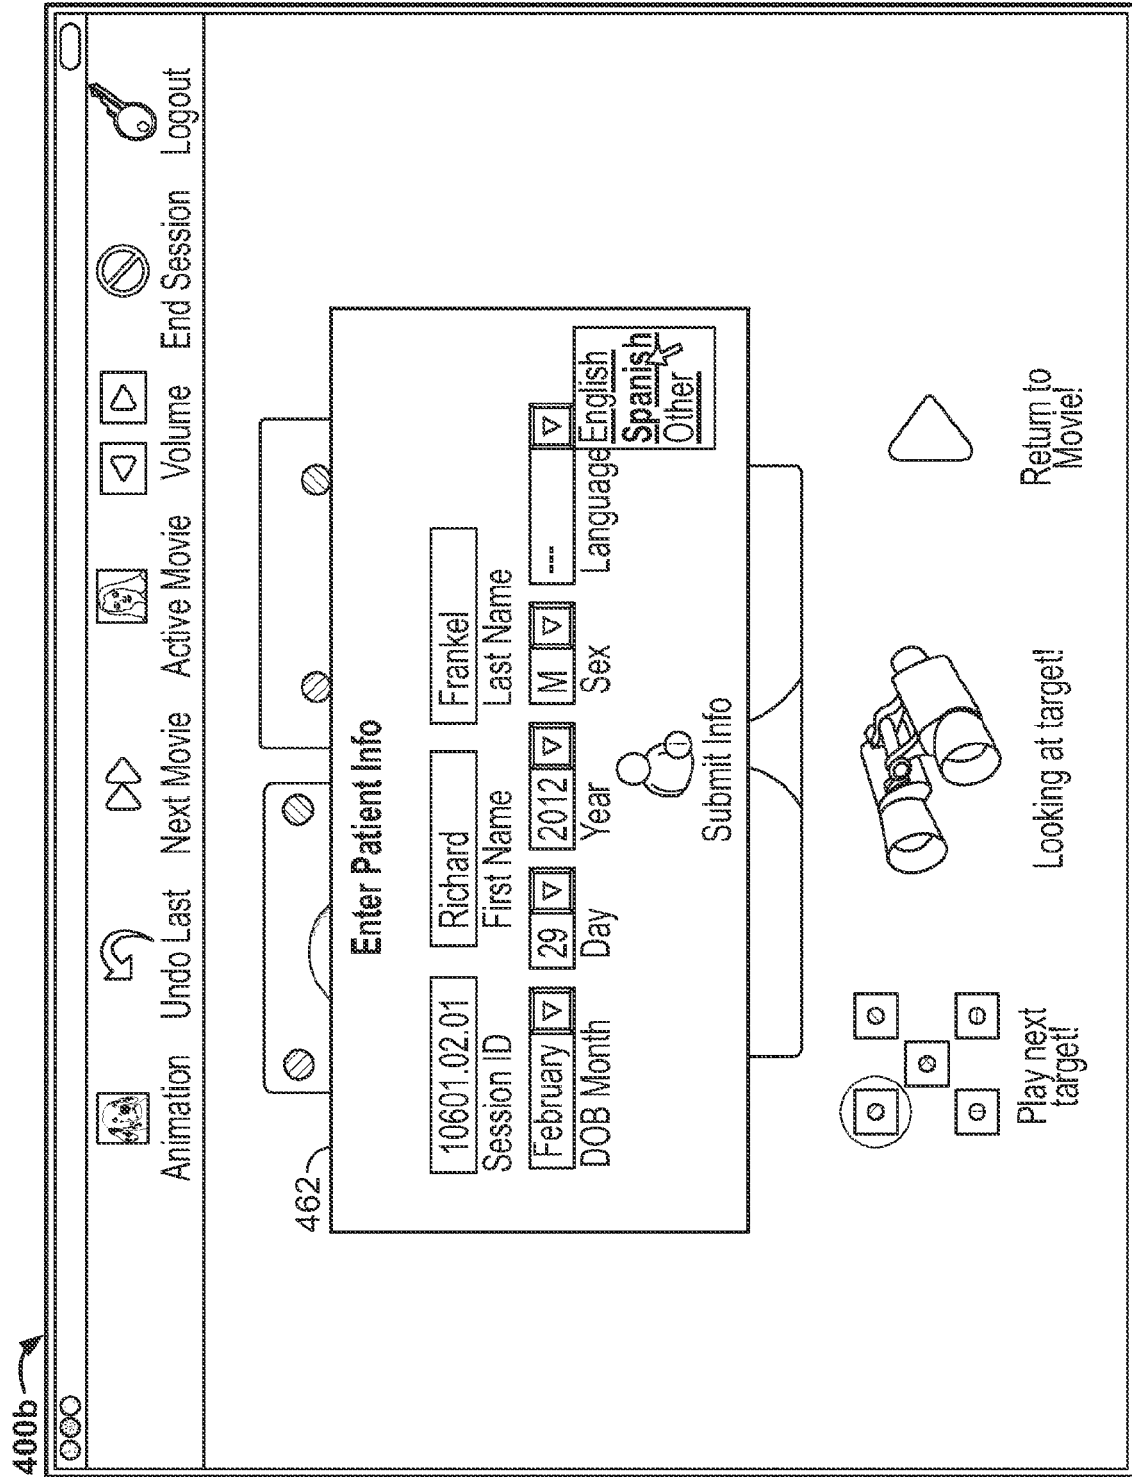 400b
Animation
Undo Last
Next Movie
Active Movie
Volume
End Session
Logout
462
Enter Patient Info
10601.02.01
Richard
Frankel
Session ID
First Name
Last Name
February
29
2012
M
---
DOB Month
Day
Year
Sex
Language
English
Spanish
Other
Submit Info
Play next
target!
Looking at target!
Return to
Movie!